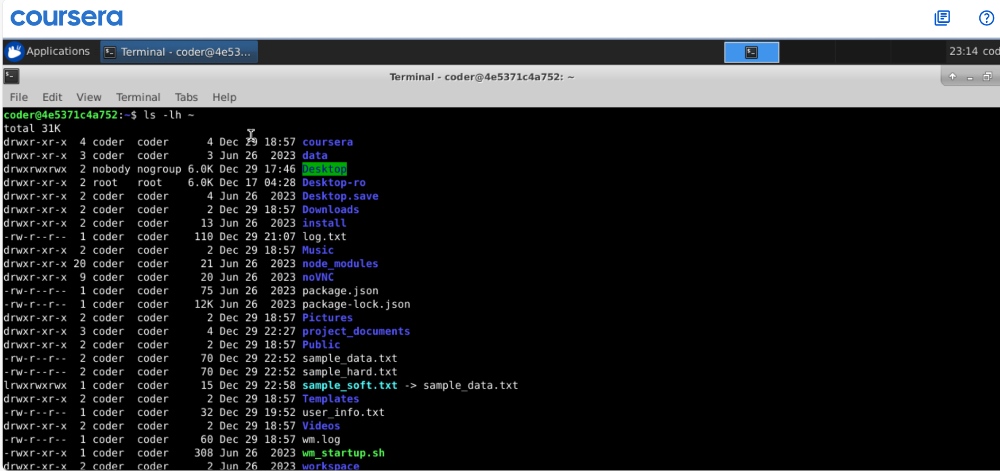 coursera
Applications Terminal - coder@4e53... 23:14 cod
Terminal - coder@4e5371c4a752: ~
File Edit View Terminal Tabs Help
coder@4e5371c4a752:~$ ls -lh ~
total 31K
drwxr-xr-x  4 coder  coder      4 Dec 29 18:57 coursera
drwxr-xr-x  3 coder  coder      3 Jun 26  2023 data
drwxrwxrwx  2 nobody nogroup 6.0K Dec 29 17:46 Desktop
drwxr-xr-x  2 root   root    6.0K Dec 17 04:28 Desktop-ro
drwxr-xr-x  2 coder  coder      4 Jun 26  2023 Desktop.save
drwxr-xr-x  2 coder  coder      2 Dec 29 18:57 Downloads
drwxr-xr-x  2 coder  coder     13 Jun 26  2023 install
-rw-r--r--  1 coder  coder    110 Dec 29 21:07 log.txt
drwxr-xr-x  2 coder  coder      2 Dec 29 18:57 Music
drwxr-xr-x 20 coder  coder     21 Jun 26  2023 node_modules
drwxr-xr-x  9 coder  coder     20 Jun 26  2023 noVNC
-rw-r--r--  1 coder  coder     75 Jun 26  2023 package.json
-rw-r--r--  1 coder  coder    12K Jun 26  2023 package-lock.json
drwxr-xr-x  2 coder  coder      2 Dec 29 18:57 Pictures
drwxr-xr-x  3 coder  coder      4 Dec 29 22:27 project_documents
drwxr-xr-x  2 coder  coder      2 Dec 29 18:57 Public
-rw-r--r--  2 coder  coder     70 Dec 29 22:52 sample_data.txt
-rw-r--r--  2 coder  coder     70 Dec 29 22:52 sample_hard.txt
lrwxrwxrwx  1 coder  coder     15 Dec 29 22:58 sample_soft.txt -> sample_data.txt
drwxr-xr-x  2 coder  coder      2 Dec 29 18:57 Templates
-rw-r--r--  1 coder  coder     32 Dec 29 19:52 user_info.txt
drwxr-xr-x  2 coder  coder      2 Dec 29 18:57 Videos
-rw-r--r--  1 coder  coder     60 Dec 29 18:57 wm.log
-rwxr-xr-x  1 coder  coder    308 Jun 26  2023 wm_startup.sh
drwxr-xr-x  2 coder  coder      2 Jun 26  2023 workspace